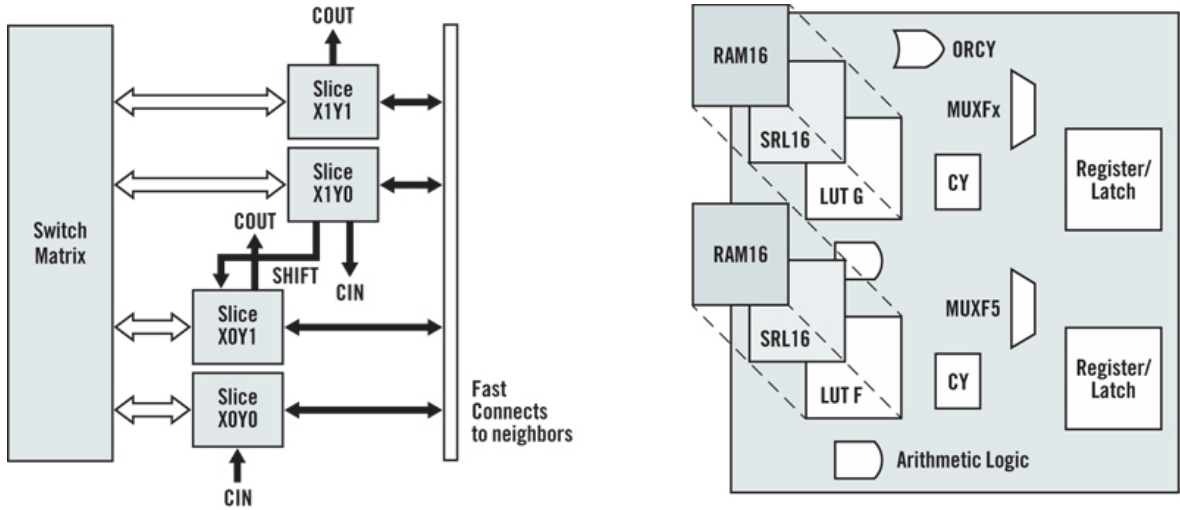 COUT
Slice
X1Y1
Slice
X1Y0
COUT
SHIFT
CIN
Switch
Matrix
Slice
X0Y1
Slice
X0Y0
CIN
Fast
Connects
to neighbors
RAM16
SRL16
LUT G
ORCY
MUXFx
CY
Register/
Latch
RAM16
SRL16
LUT F
MUXF5
CY
Register/
Latch
Arithmetic Logic